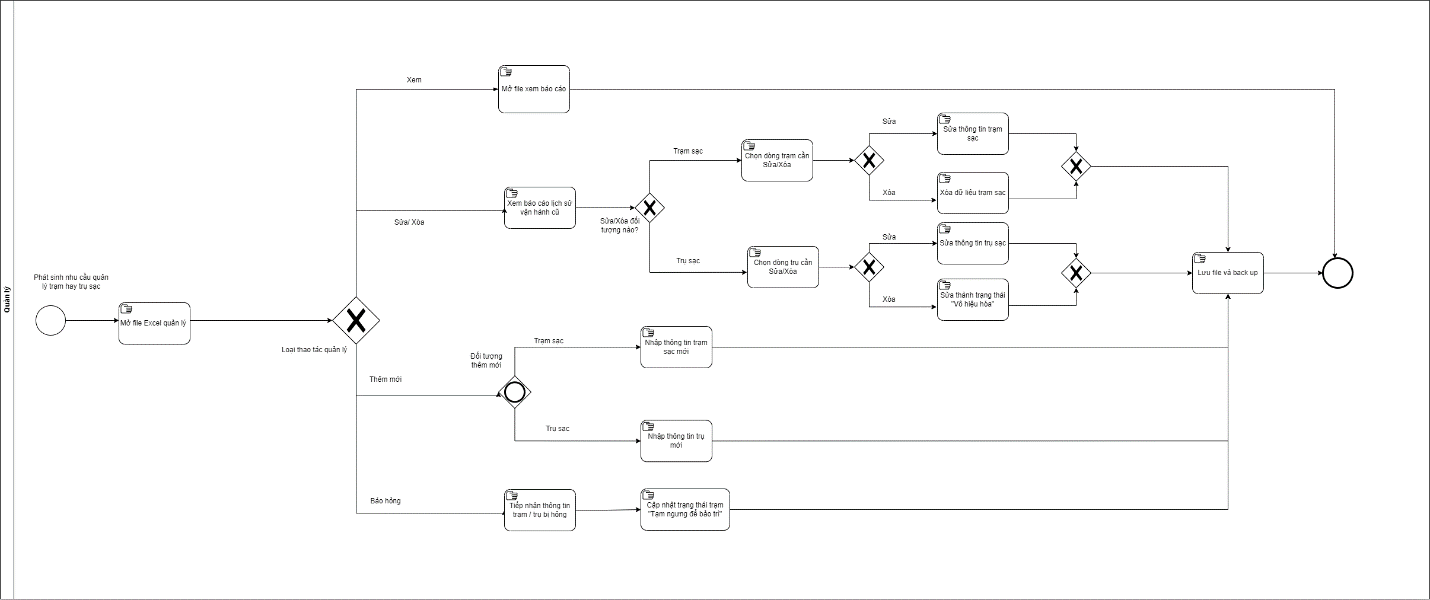 Quản lý
Phát sinh nhu cầu quản
lý trạm hay trụ sạc
Mở file Excel quản lý
Loại thao tác quản lý
Xem
Mở file xem báo cáo
Sửa/ Xóa
Xem báo cáo lịch sử
vận hành cũ
Sửa/Xóa đối
tượng nào?
Trạm sạc
Chọn dòng trạm cần
Sửa/Xóa
Sửa
Sửa thông tin trạm
sạc
Xóa
Xóa dữ liệu trạm sạc
Trụ sạc
Chọn dòng trụ cần
Sửa/Xóa
Sửa
Sửa thông tin trụ sạc
Xóa
Sửa thành trạng thái
"Vô hiệu hóa"
Lưu file và back up
Thêm mới
Đối tượng
thêm mới
Trạm sạc
Nhập thông tin trạm
sạc mới
Trụ sạc
Nhập thông tin trụ
mới
Báo hỏng
Tiếp nhận thông tin
trạm / trụ bị hỏng
Cập nhật trạng thái trạm
"Tạm ngưng để bảo trì"